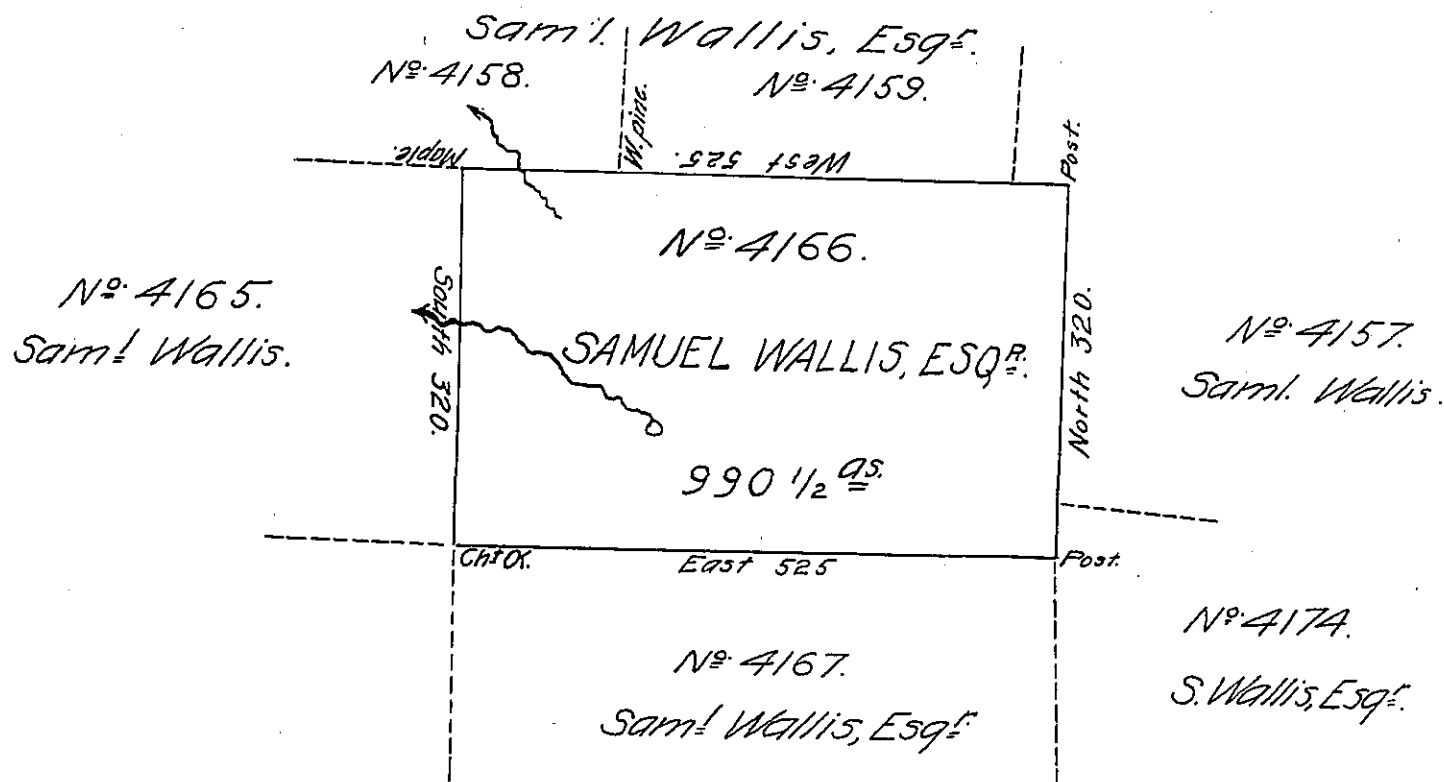 Sam'l. Wallis, Esqr.
No. 4158.
No. 4159.
W. pine.
Maple.
West 525.
Post.
No. 4166.
No. 4165.
Saml Wallis.
South 320.
SAMUEL WALLIS, ESQR.
North 320.
No. 4157.
Saml. Wallis.
990 1/2 as.
East 525
Post.
No. 4167.
Saml Wallis, Esqr.
No. 4174.
S. Wallis, Esqr.